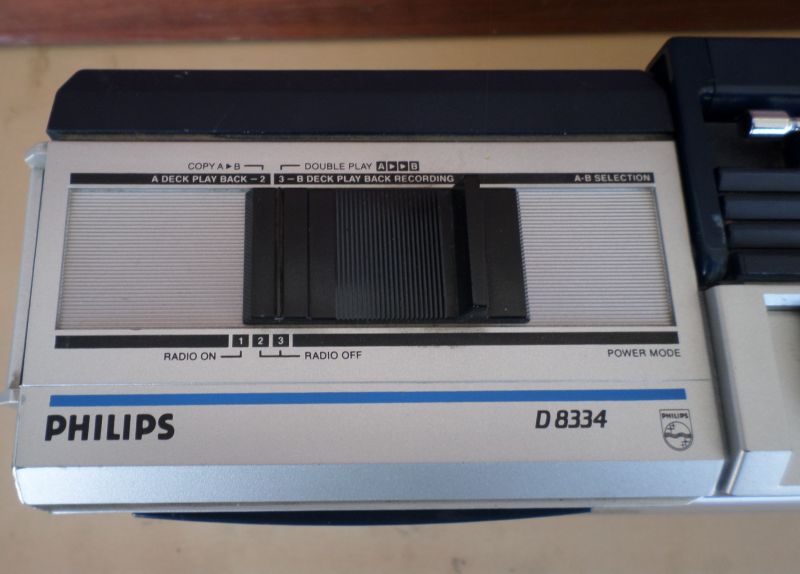 COPY A ▶ B
DOUBLE PLAY A ▶ ▶ B
A DECK PLAY BACK – 2
3 – B DECK PLAY BACK RECORDING
A-B SELECTION
1 2 3
RADIO ON
RADIO OFF
POWER MODE
PHILIPS
D 8334
PHILIPS